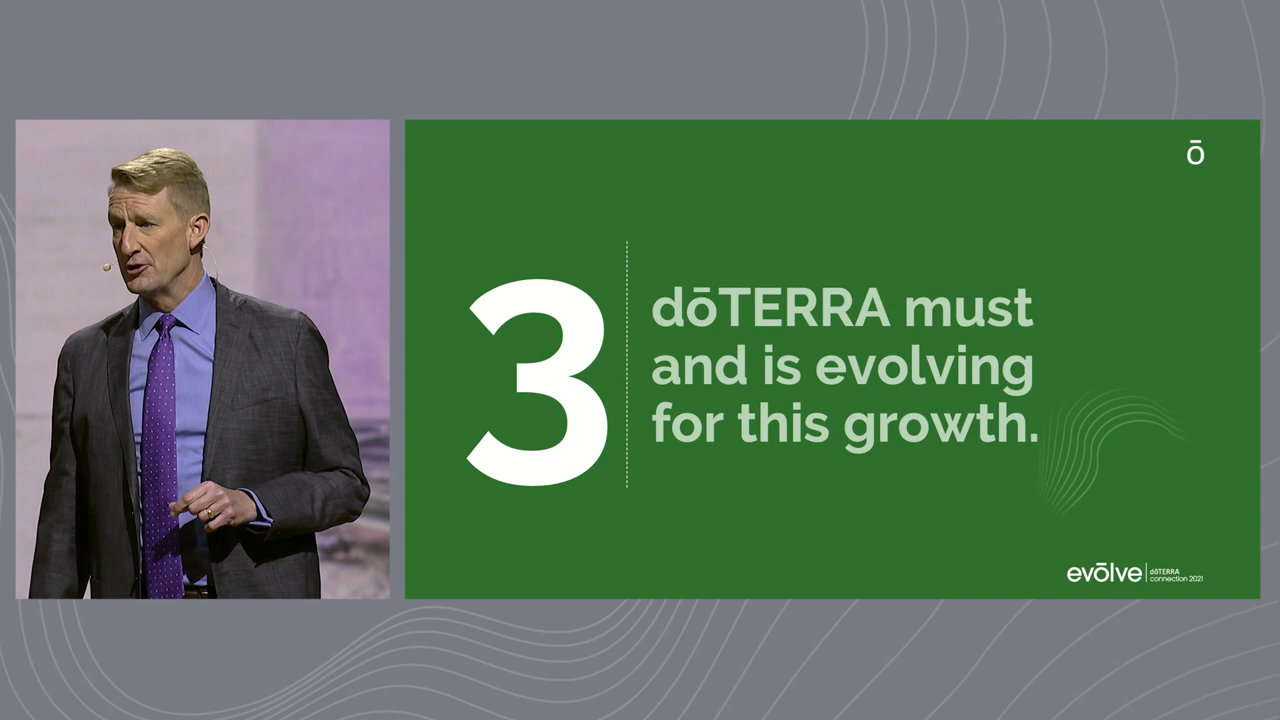 ō
3
dōTERRA must
and is evolving
for this growth.
evōlve
dōTERRA
connection 2021